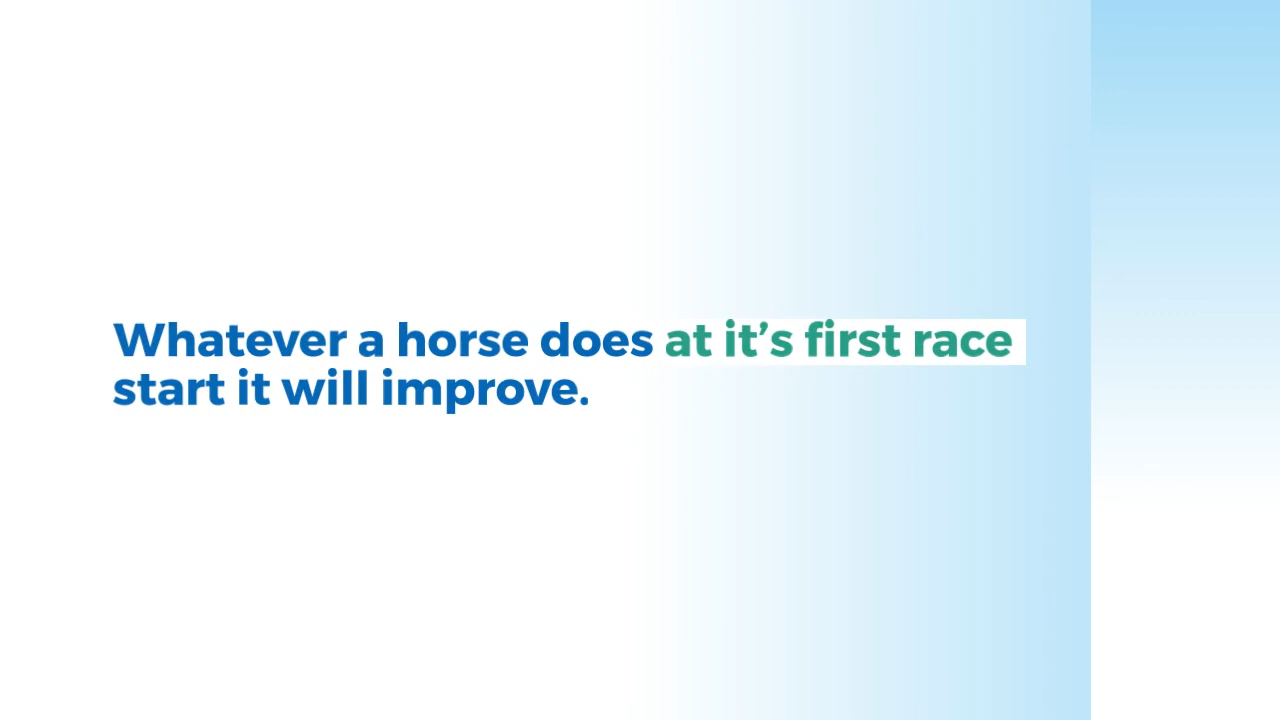 Whatever a horse does at it’s first race
start it will improve.